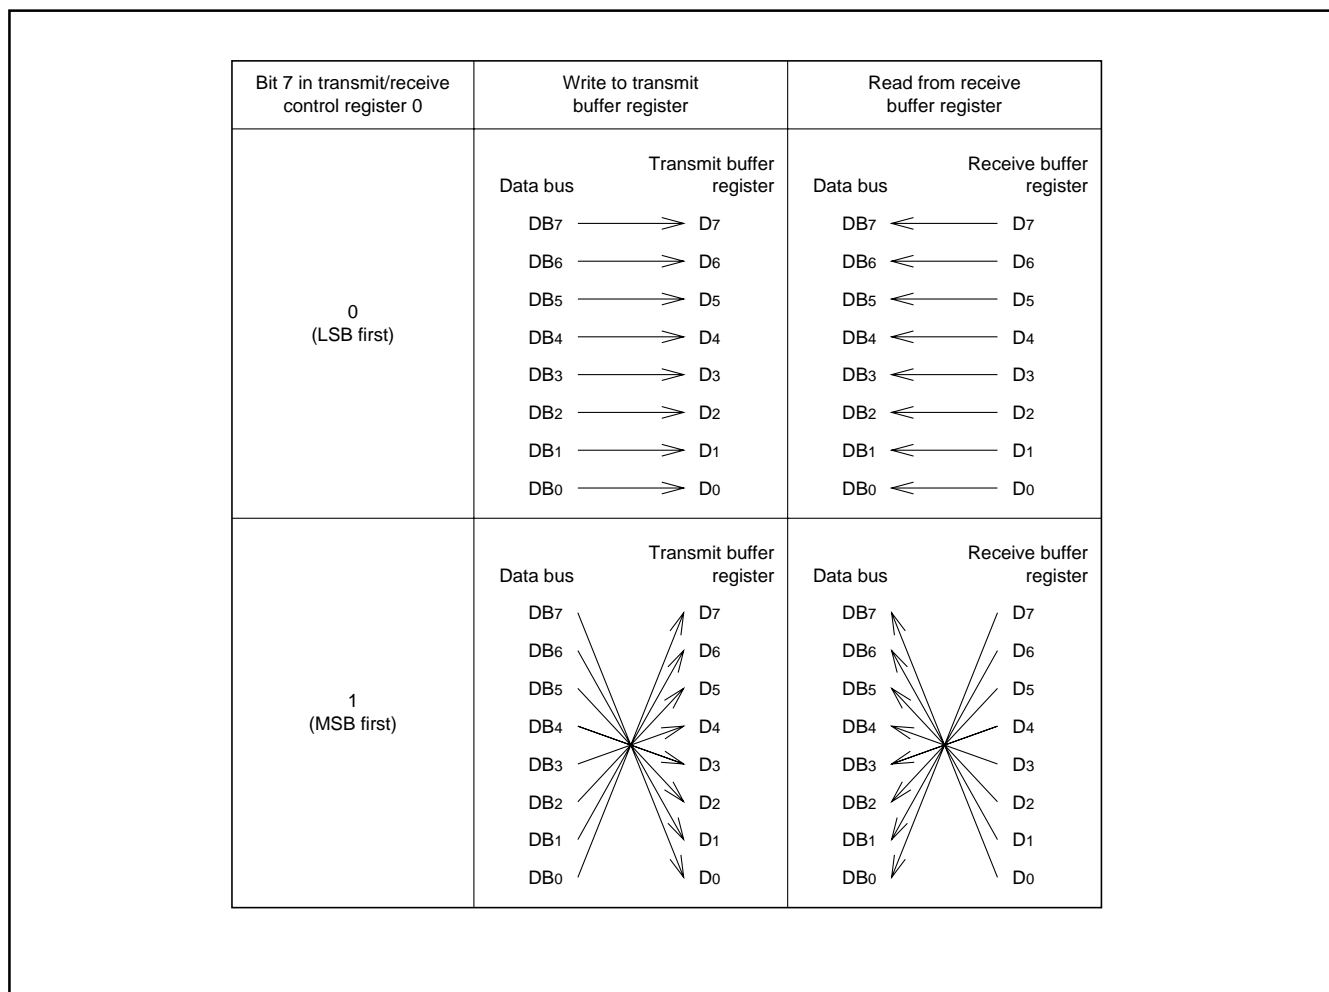 Bit 7 in transmit/receive
control register 0
Write to transmit
buffer register
Read from receive
buffer register
0
(LSB first)
Transmit buffer
Data bus register
DB7 D7
DB6 D6
DB5 D5
DB4 D4
DB3 D3
DB2 D2
DB1 D1
DB0 D0
Receive buffer
Data bus register
DB7 D7
DB6 D6
DB5 D5
DB4 D4
DB3 D3
DB2 D2
DB1 D1
DB0 D0
1
(MSB first)
Transmit buffer
Data bus register
DB7 D7
DB6 D6
DB5 D5
DB4 D4
DB3 D3
DB2 D2
DB1 D1
DB0 D0
Receive buffer
Data bus register
DB7 D7
DB6 D6
DB5 D5
DB4 D4
DB3 D3
DB2 D2
DB1 D1
DB0 D0